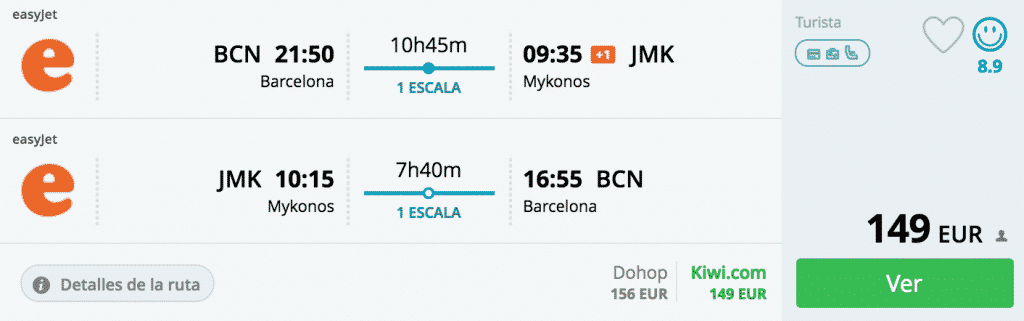 easyJet
BCN 21:50
Barcelona
10h45m
1 ESCALA
09:35 +1 JMK
Mykonos
easyJet
JMK 10:15
Mykonos
7h40m
1 ESCALA
16:55 BCN
Barcelona
Detalles de la ruta
Dohop
156 EUR
Kiwi.com
149 EUR
Turista
8.9
149 EUR
Ver